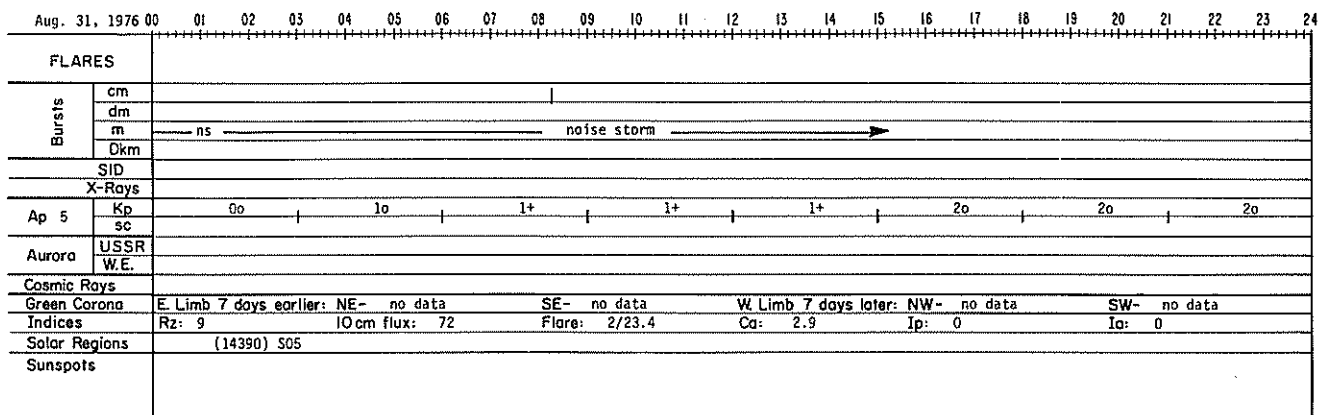 Aug. 31, 1976 00 01 02 03 04 05 06 07 08 09 10 11 12 13 14 15 16 17 18 19 20 21 22 23 24
FLARES
Bursts
cm
dm
m ns noise storm
Dkm
SID
X-Rays
Ap 5 Kp 0o 1o 1+ 1+ 1+ 2o 2o 2o
sc
Aurora USSR
W.E.
Cosmic Rays
Green Corona E. Limb 7 days earlier: NE- no data SE- no data W. Limb 7 days later: NW- no data SW- no data
Indices Rz: 9 10cm flux: 72 Flare: 2/23.4 Ca: 2.9 Ip: 0 Ia: 0
Solar Regions (14390) S05
Sunspots